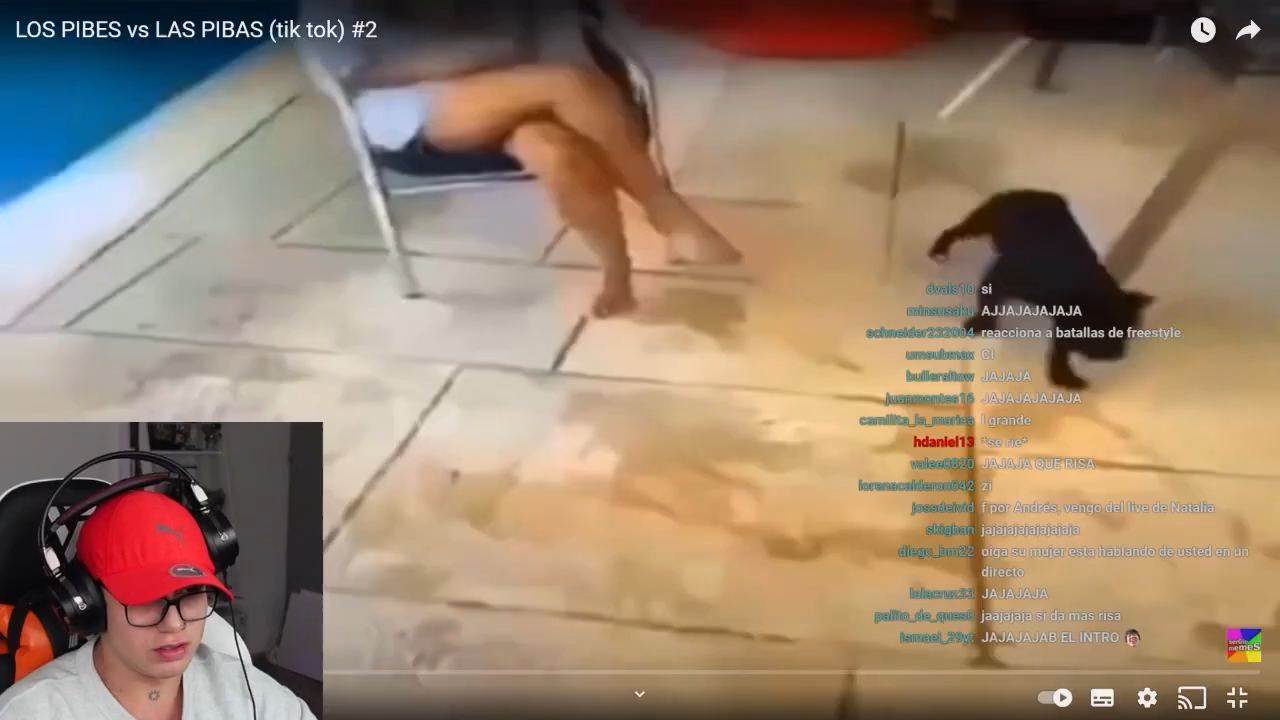 LOS PIBES vs LAS PIBAS (tik tok) #2
dvals10 si
minsusaku AJJAJAJAJAJA
schneider232004 reacciona a batallas de freestyle
umsubmax CI
JAJAJA
juanmontes16 JAJAJAJAJAJA
camilita_la_marisa I grande
hdaniel13 *se rie*
valee0820 JAJAJA QUE RISA
lorenacalderon042 zi
jossdeivid f por Andrés, vengo del live de Natalia
skigban jajajajajajajaja
diego_bm22 oiga su mujer esta hablando de usted en un
directo
lalacruz33 JAJAJAJA
palito_de_queso jaajajaja si da mas risa
ismael_29yt JAJAJAJAB EL INTRO
memes